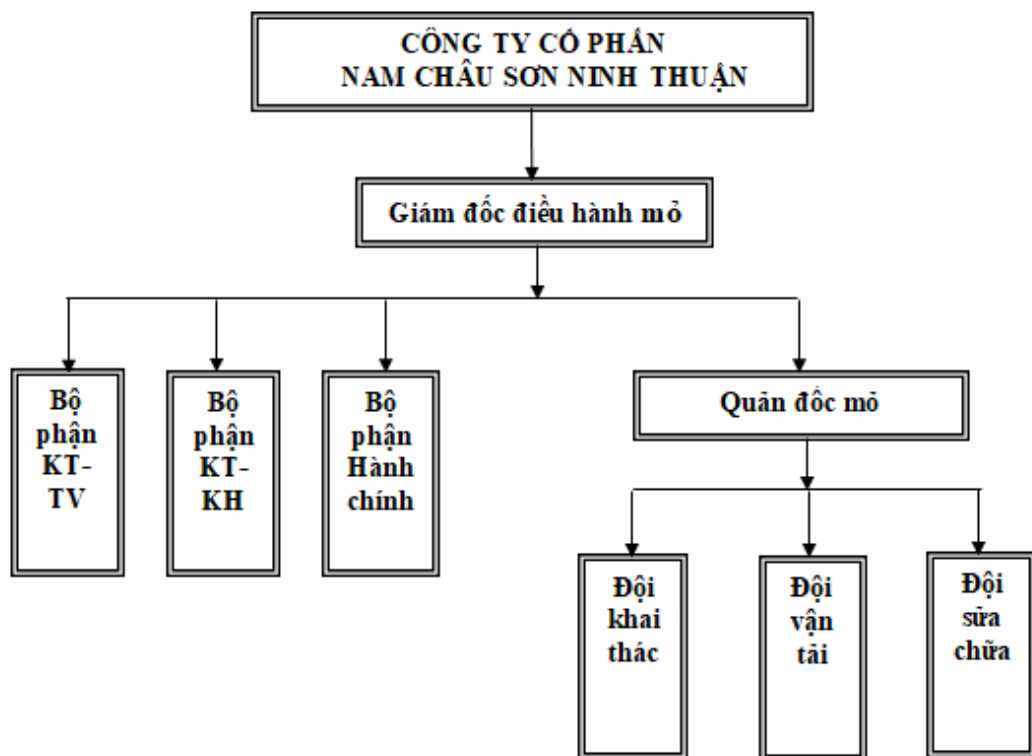 CÔNG TY CỔ PHẦN
NAM CHÂU SƠN NINH THUẬN
Giám đốc điều hành mỏ
Bộ
phận
KT-
TV
Bộ
phận
KT-
KH
Bộ
phận
Hành
chính
Quản đốc mỏ
Đội
khai
thác
Đội
vận
tải
Đội
sửa
chữa